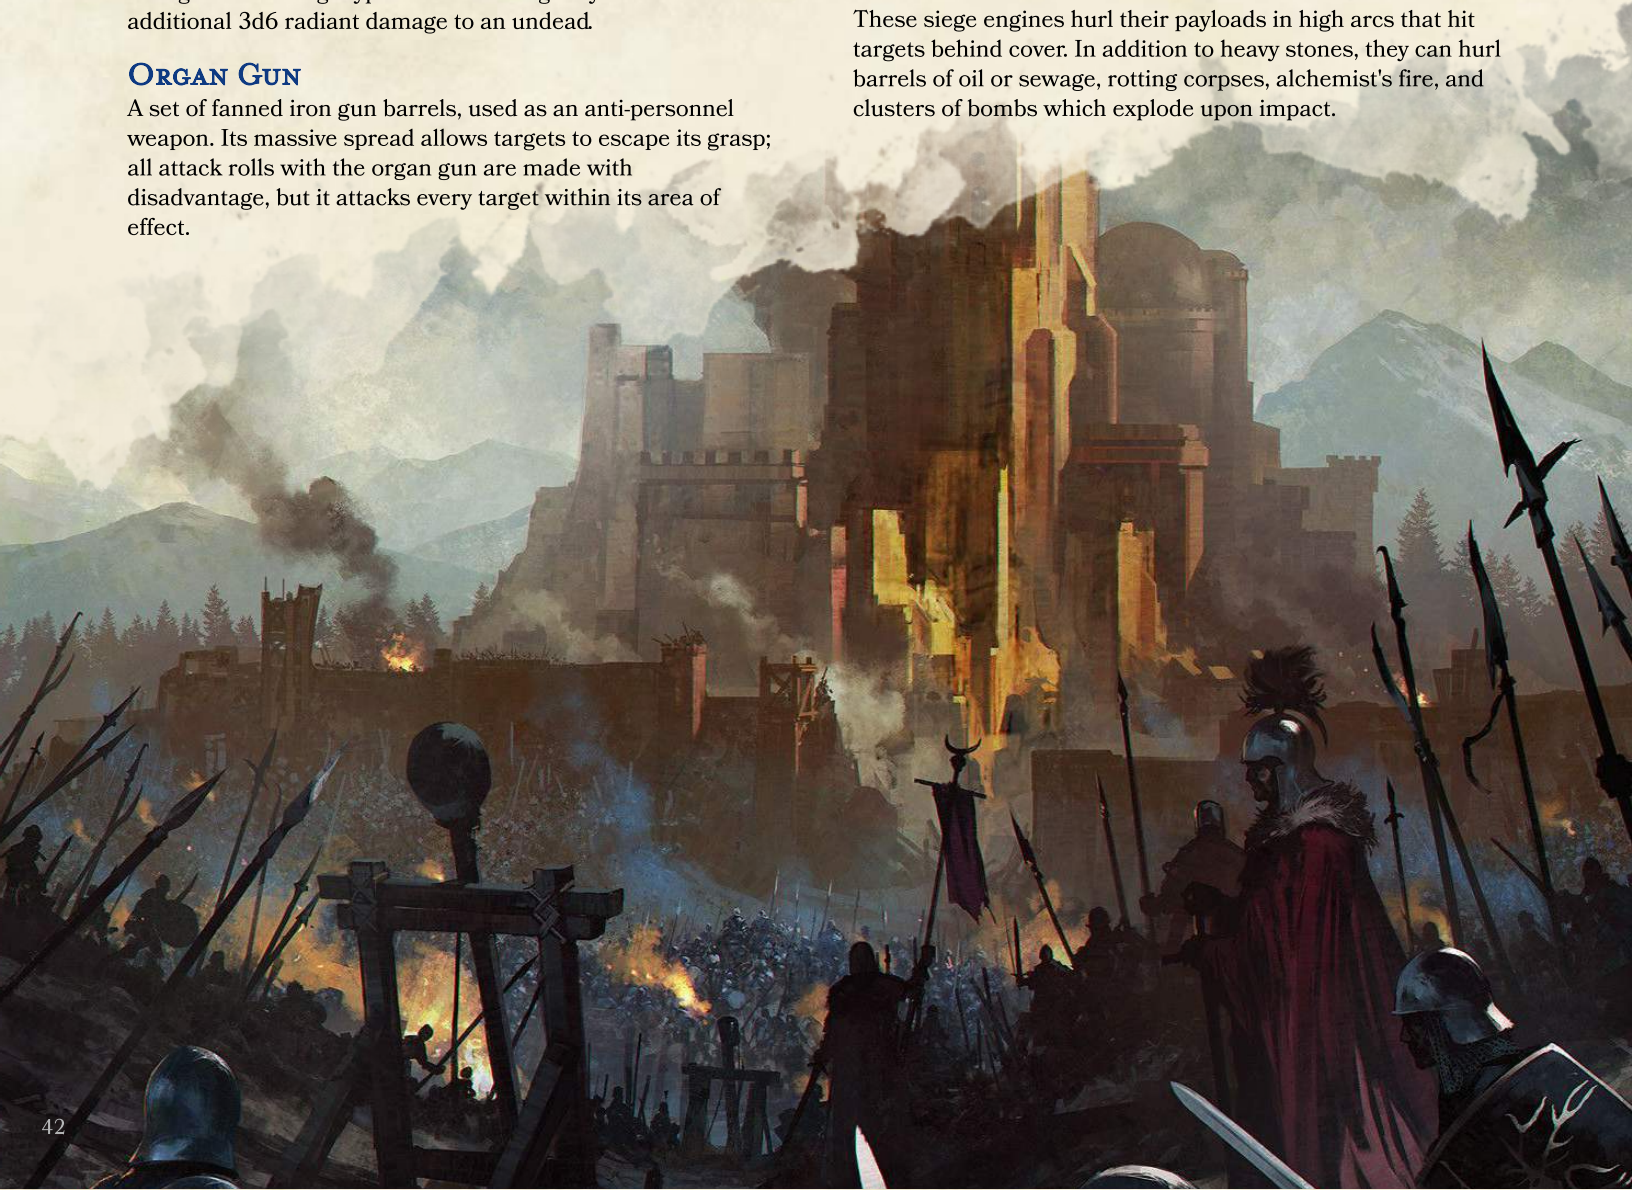 additional 3d6 radiant damage to an undead.
Organ Gun
A set of fanned iron gun barrels, used as an anti-personnel
weapon. Its massive spread allows targets to escape its grasp;
all attack rolls with the organ gun are made with
disadvantage, but it attacks every target within its area of
effect.
These siege engines hurl their payloads in high arcs that hit
targets behind cover. In addition to heavy stones, they can hurl
barrels of oil or sewage, rotting corpses, alchemist's fire, and
clusters of bombs which explode upon impact.
42